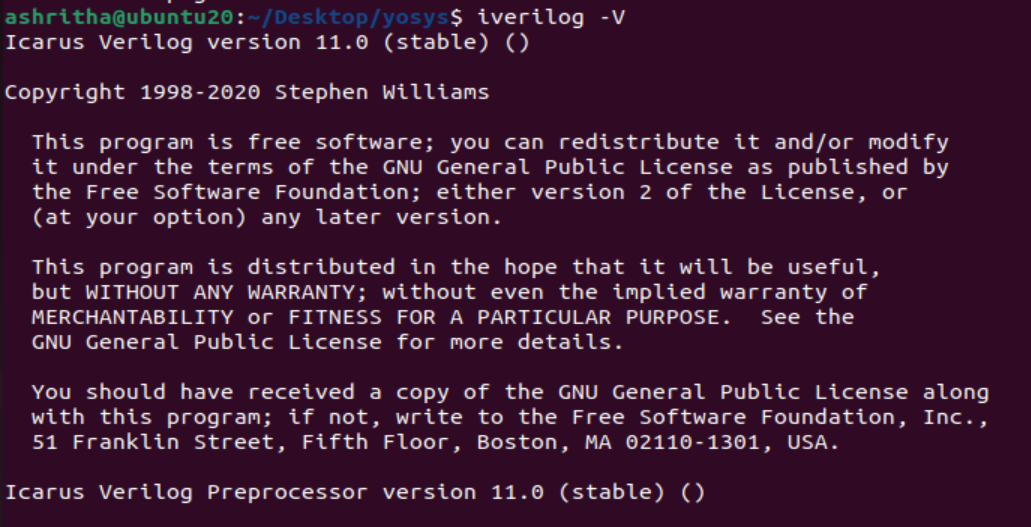 ashritha@ubuntu20:~/Desktop/yosys$ iverilog -V
Icarus Verilog version 11.0 (stable) ()
Copyright 1998-2020 Stephen Williams
This program is free software; you can redistribute it and/or modify
it under the terms of the GNU General Public License as published by
the Free Software Foundation; either version 2 of the License, or
(at your option) any later version.
This program is distributed in the hope that it will be useful,
but WITHOUT ANY WARRANTY; without even the implied warranty of
MERCHANTABILITY or FITNESS FOR A PARTICULAR PURPOSE.  See the
GNU General Public License for more details.
You should have received a copy of the GNU General Public License along
with this program; if not, write to the Free Software Foundation, Inc.,
51 Franklin Street, Fifth Floor, Boston, MA 02110-1301, USA.
Icarus Verilog Preprocessor version 11.0 (stable) ()